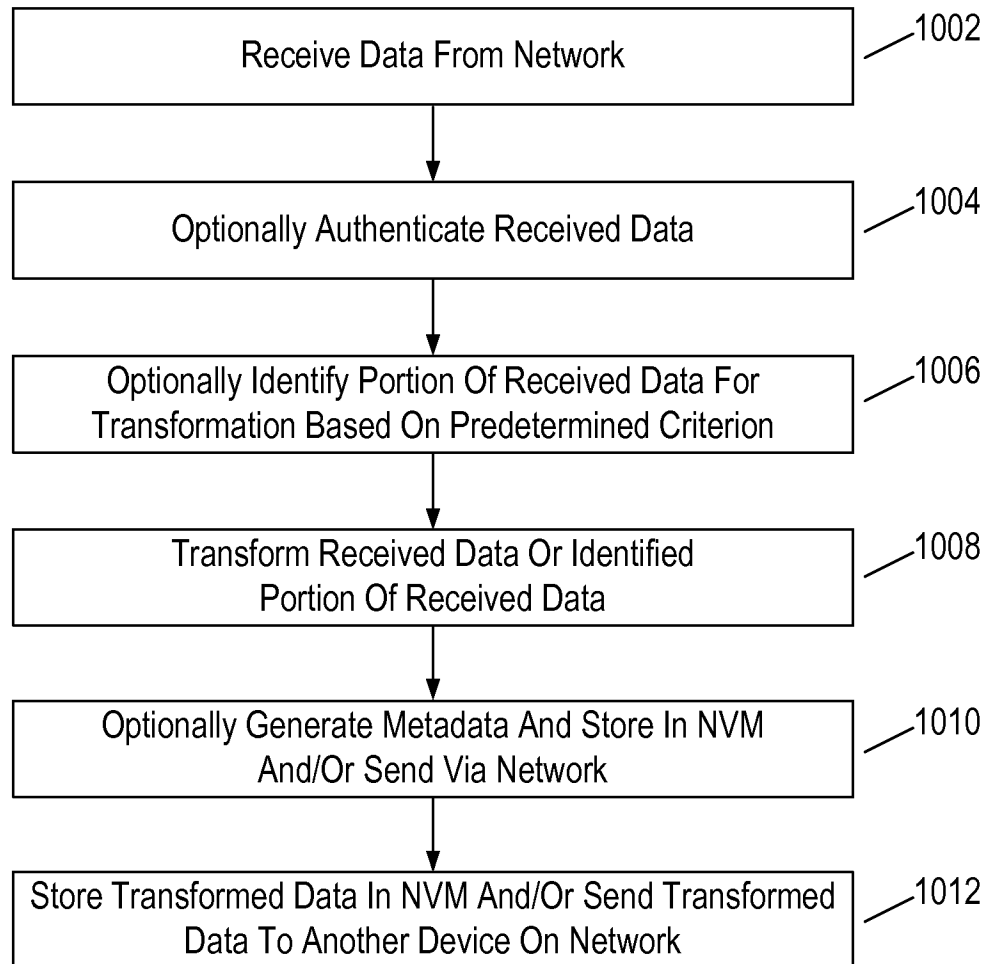 Receive Data From Network
1002
Optionally Authenticate Received Data
1004
Optionally Identify Portion Of Received Data For
Transformation Based On Predetermined Criterion
1006
Transform Received Data Or Identified
Portion Of Received Data
1008
Optionally Generate Metadata And Store In NVM
And/Or Send Via Network
1010
Store Transformed Data In NVM And/Or Send Transformed
Data To Another Device On Network
1012